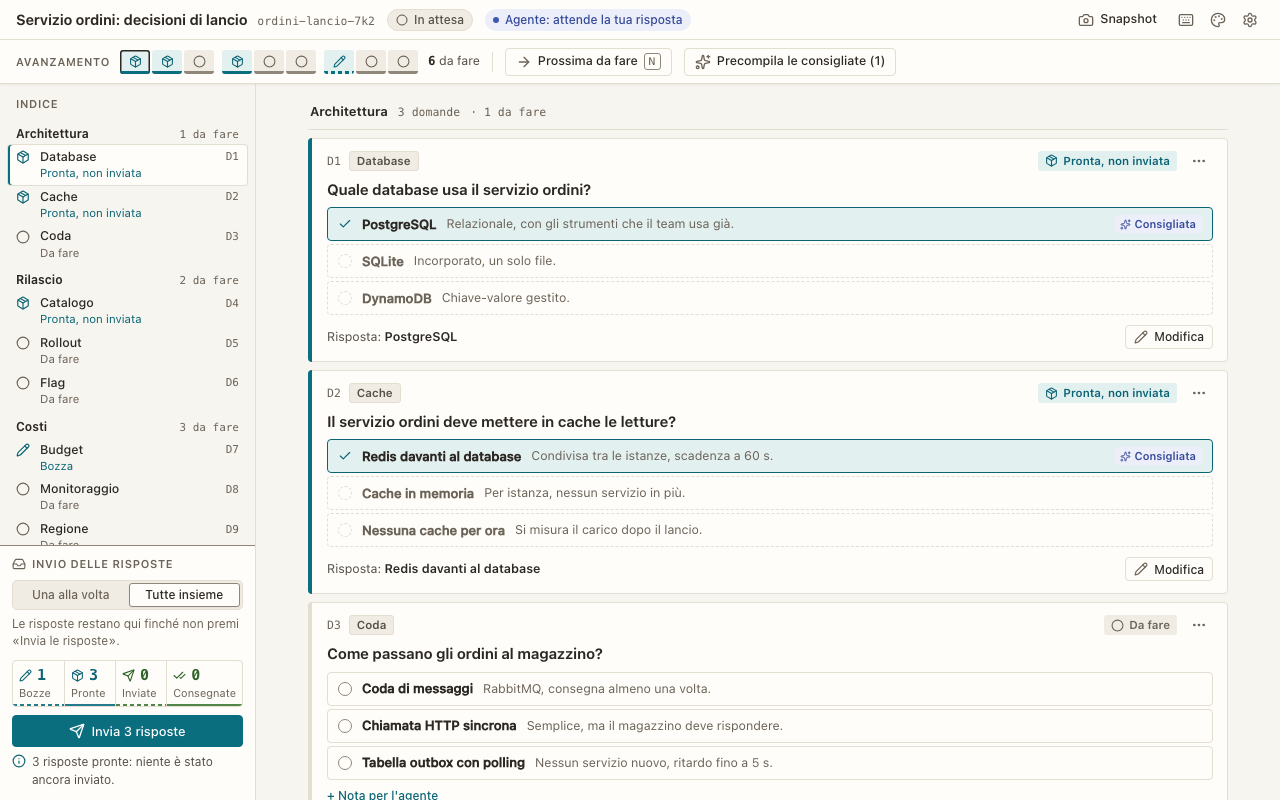 Servizio ordini: decisioni di lancio ordini-lancio-7k2 In attesa Agente: attende la tua risposta Snapshot
AVANZAMENTO 6 da fare Prossima da fare N Precompila le consigliate (1)
INDICE
Architettura 1 da fare
Database D1
Pronta, non inviata
Cache D2
Pronta, non inviata
Coda D3
Da fare
Rilascio 2 da fare
Catalogo D4
Pronta, non inviata
Rollout D5
Da fare
Flag D6
Da fare
Costi 3 da fare
Budget D7
Bozza
Monitoraggio D8
Da fare
Regione D9
Da fare
INVIO DELLE RISPOSTE
Una alla volta Tutte insieme
Le risposte restano qui finché non premi
«Invia le risposte».
1 3 0 0
Bozze Pronte Inviate Consegnate
Invia 3 risposte
3 risposte pronte: niente è stato
ancora inviato.
Architettura 3 domande · 1 da fare
D1 Database Pronta, non inviata
Quale database usa il servizio ordini?
PostgreSQL Relazionale, con gli strumenti che il team usa già. Consigliata
SQLite Incorporato, un solo file.
DynamoDB Chiave-valore gestito.
Risposta: PostgreSQL Modifica
D2 Cache Pronta, non inviata
Il servizio ordini deve mettere in cache le letture?
Redis davanti al database Condivisa tra le istanze, scadenza a 60 s. Consigliata
Cache in memoria Per istanza, nessun servizio in più.
Nessuna cache per ora Si misura il carico dopo il lancio.
Risposta: Redis davanti al database Modifica
D3 Coda Da fare
Come passano gli ordini al magazzino?
Coda di messaggi RabbitMQ, consegna almeno una volta.
Chiamata HTTP sincrona Semplice, ma il magazzino deve rispondere.
Tabella outbox con polling Nessun servizio nuovo, ritardo fino a 5 s.
+ Nota per l'agente